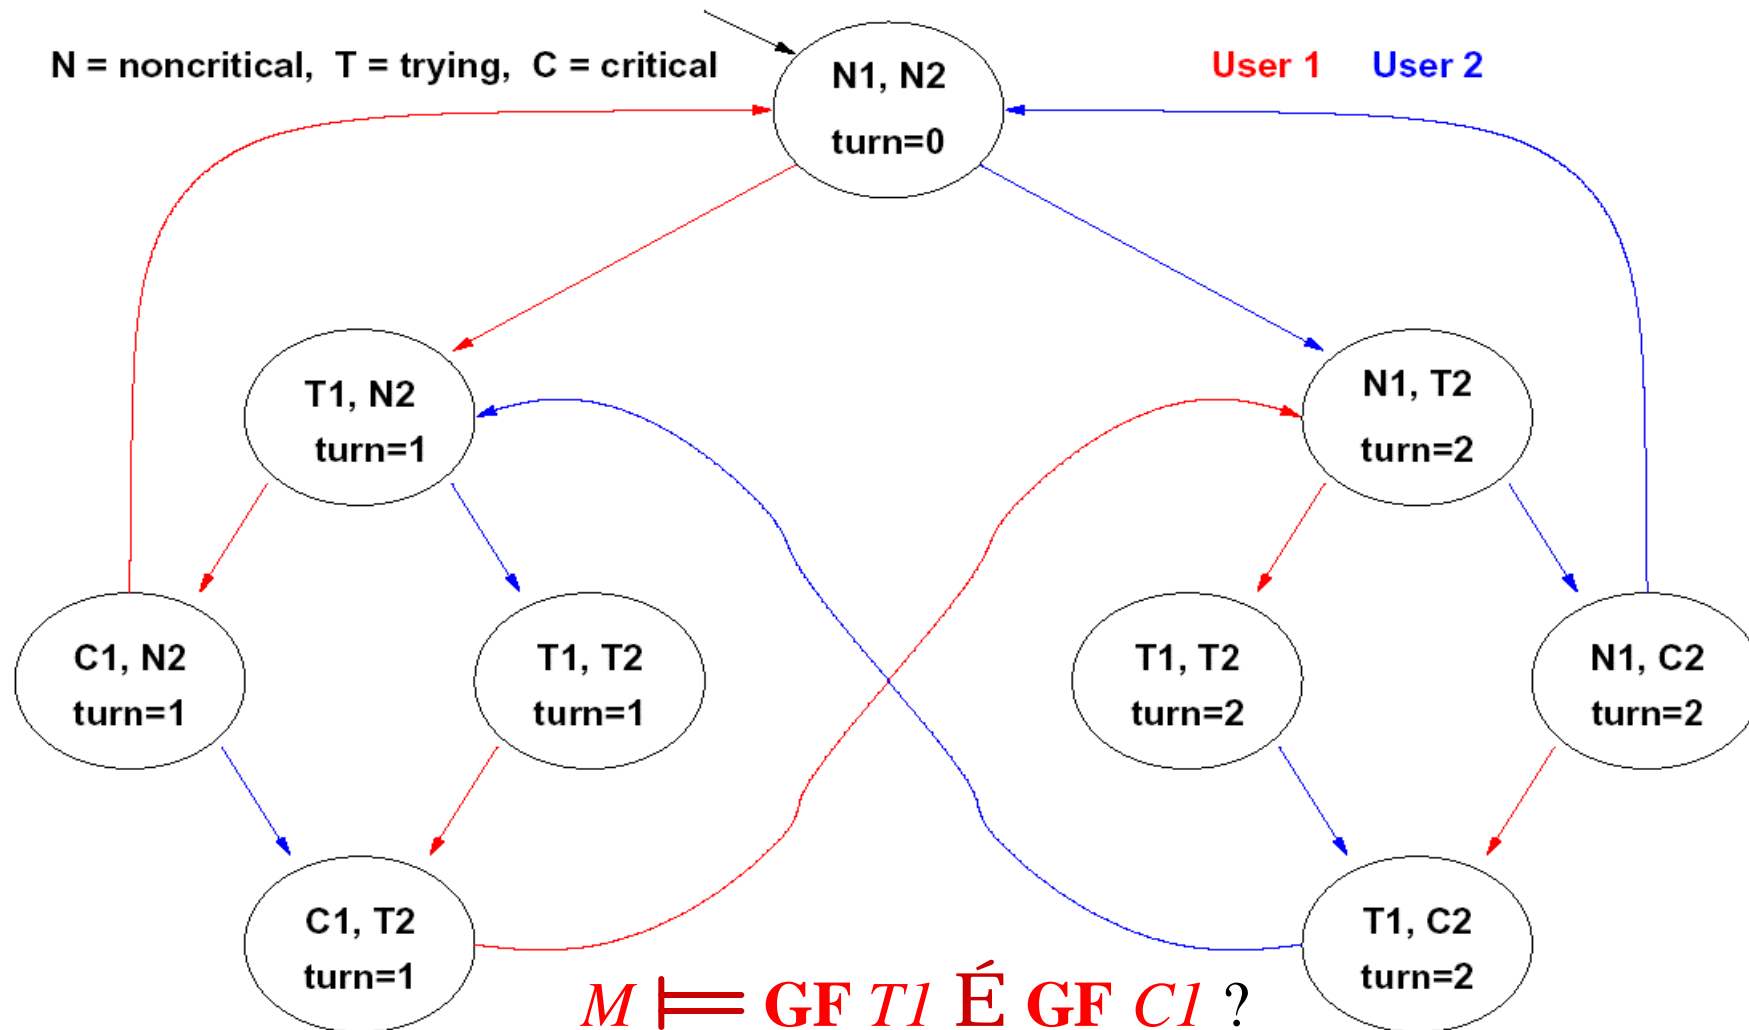 N = noncritical, T = trying, C = critical
User 1 User 2
N1, N2
turn=0
T1, N2
turn=1
N1, T2
turn=2
C1, N2
turn=1
T1, T2
turn=1
T1, T2
turn=2
N1, C2
turn=2
C1, T2
turn=1
T1, C2
turn=2
M ⊨ GF T1 É GF C1 ?